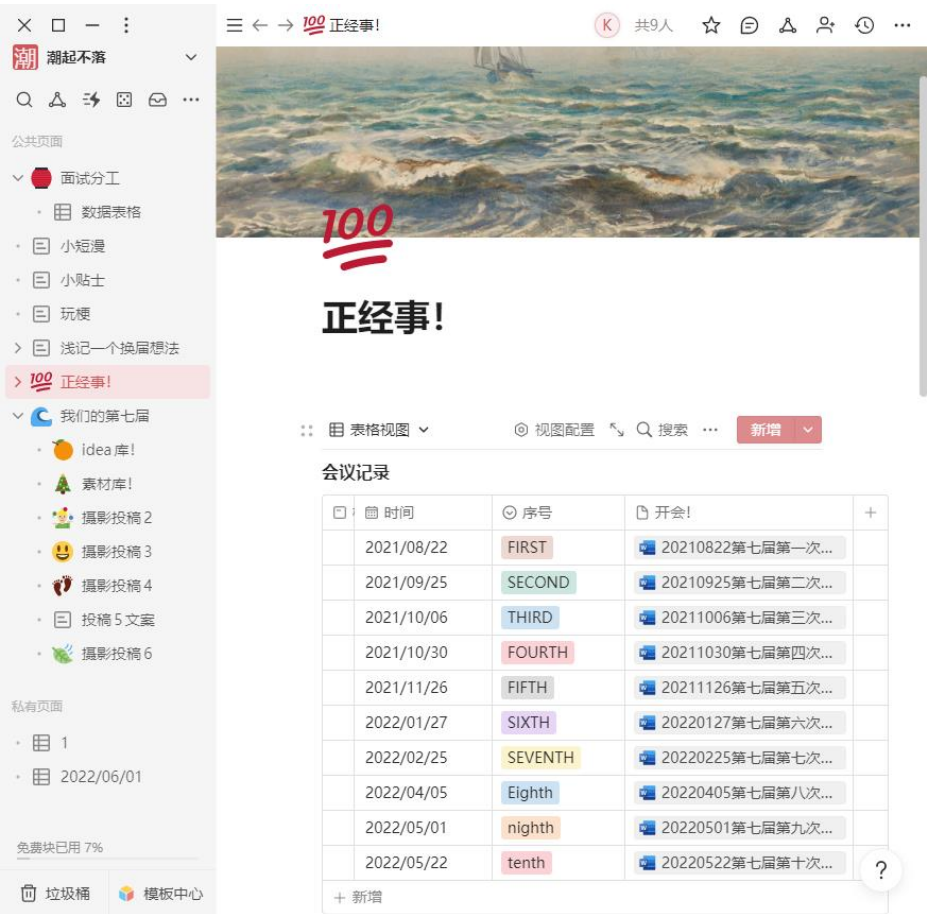 💯 正经事! K 共9人
潮 潮起不落
公共页面
面试分工
数据表格
小短漫
小贴士
玩梗
浅记一个换届想法
💯 正经事!
我们的第七届
idea 库!
素材库!
摄影投稿 2
摄影投稿 3
摄影投稿 4
投稿 5 文案
摄影投稿 6
私有页面
1
2022/06/01
免费块已用 7%
垃圾桶 模板中心
100
正经事!
表格视图 视图配置 搜索 ··· 新增
会议记录
时间 序号 开会!
2021/08/22 FIRST 20210822第七届第一次...
2021/09/25 SECOND 20210925第七届第二次...
2021/10/06 THIRD 20211006第七届第三次...
2021/10/30 FOURTH 20211030第七届第四次...
2021/11/26 FIFTH 20211126第七届第五次...
2022/01/27 SIXTH 20220127第七届第六次...
2022/02/25 SEVENTH 20220225第七届第七次...
2022/04/05 Eighth 20220405第七届第八次...
2022/05/01 nighth 20220501第七届第九次...
2022/05/22 tenth 20220522第七届第十次...
+ 新增
?